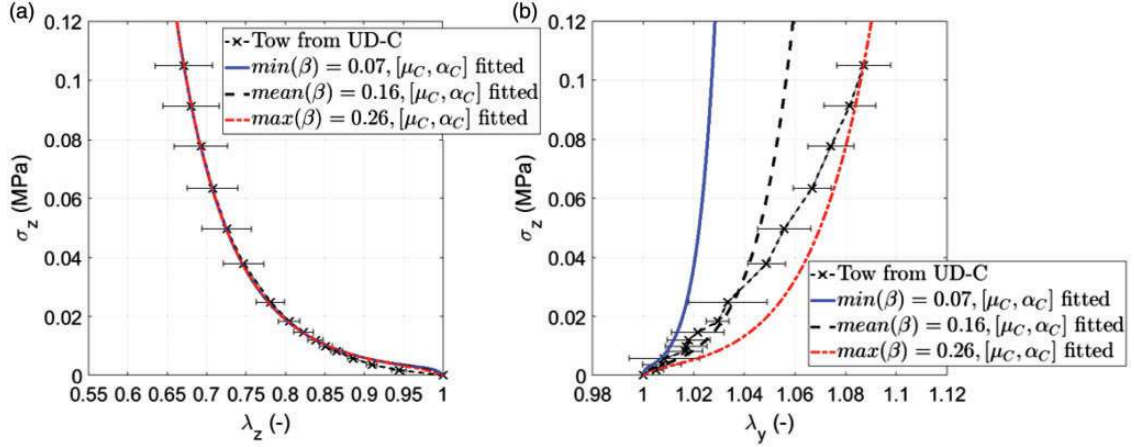 (a)
0.12
0.1
0.08
0.06
0.04
0.02
0
σz (MPa)
0.55 0.6 0.65 0.7 0.75 0.8 0.85 0.9 0.95 1
λz (-)
Tow from UD-C
min(β) = 0.07, [μC, αC] fitted
mean(β) = 0.16, [μC, αC] fitted
max(β) = 0.26, [μC, αC] fitted
(b)
0.12
0.1
0.08
0.06
0.04
0.02
0
σz (MPa)
0.98 1 1.02 1.04 1.06 1.08 1.1 1.12
λy (-)
Tow from UD-C
min(β) = 0.07, [μC, αC] fitted
mean(β) = 0.16, [μC, αC] fitted
max(β) = 0.26, [μC, αC] fitted